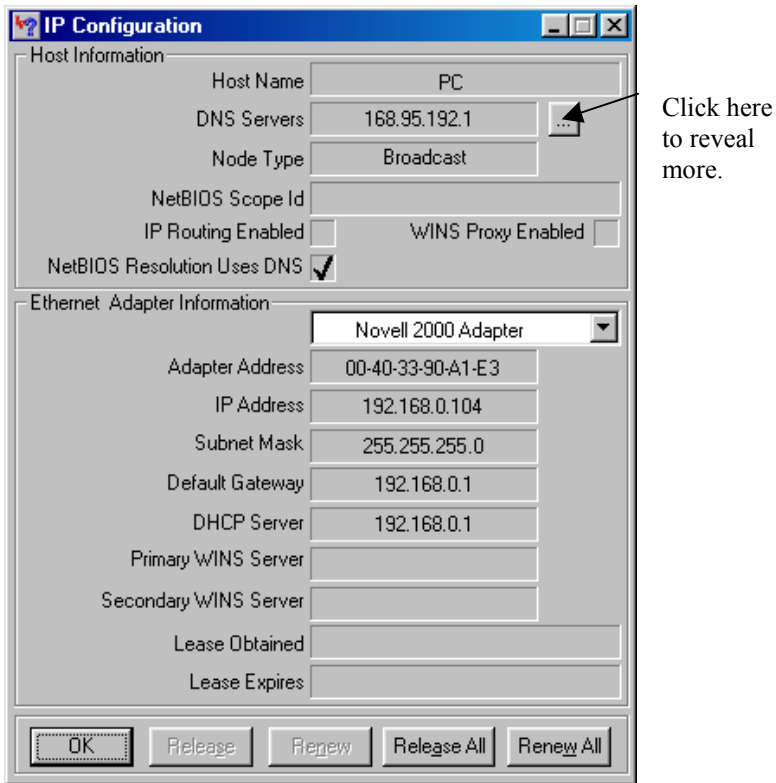 IP Configuration
Host Information
Host Name PC
DNS Servers 168.95.192.1 ...
Click here
to reveal
more.
Node Type Broadcast
NetBIOS Scope Id
IP Routing Enabled WINS Proxy Enabled
NetBIOS Resolution Uses DNS
Ethernet Adapter Information
Novell 2000 Adapter
Adapter Address 00-40-33-90-A1-E3
IP Address 192.168.0.104
Subnet Mask 255.255.255.0
Default Gateway 192.168.0.1
DHCP Server 192.168.0.1
Primary WINS Server
Secondary WINS Server
Lease Obtained
Lease Expires
OK Release Renew Release All Renew All